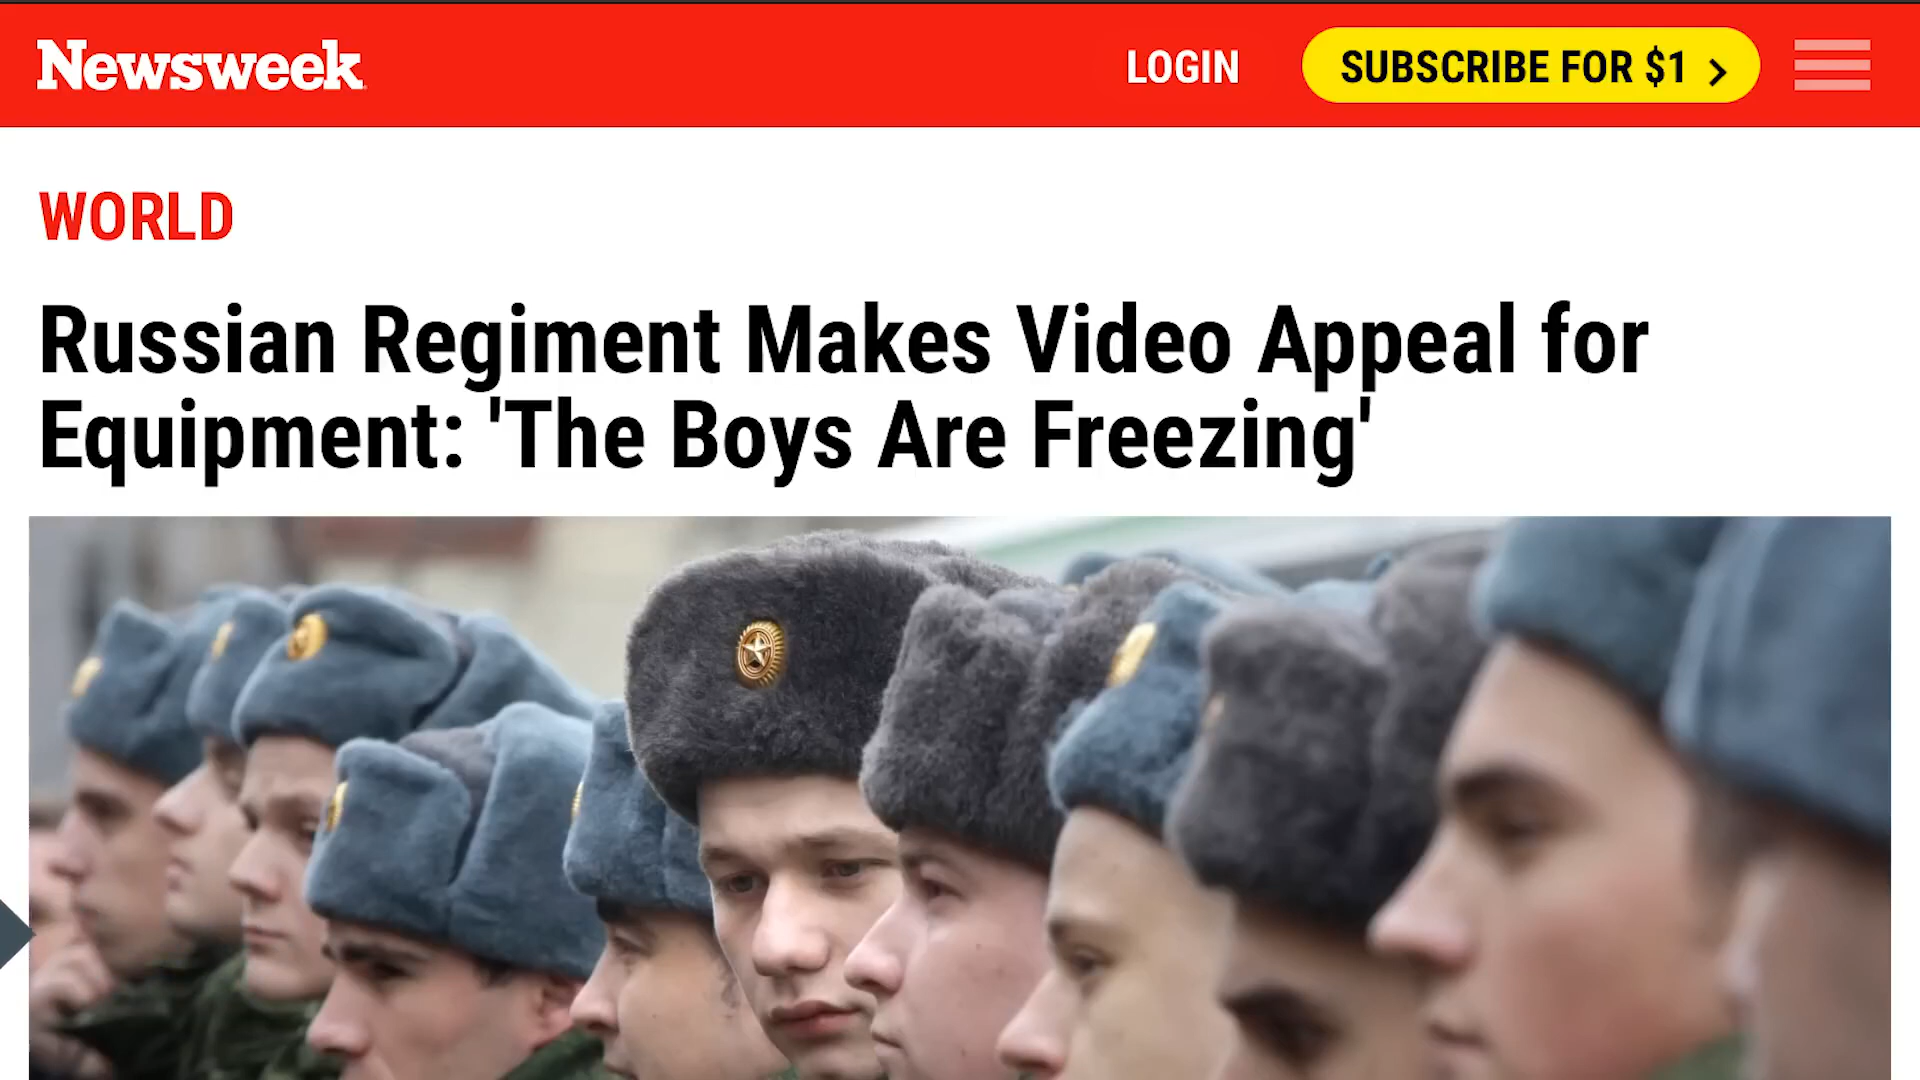 Newsweek
LOGIN
SUBSCRIBE FOR $1
WORLD
Russian Regiment Makes Video Appeal for
Equipment: 'The Boys Are Freezing'